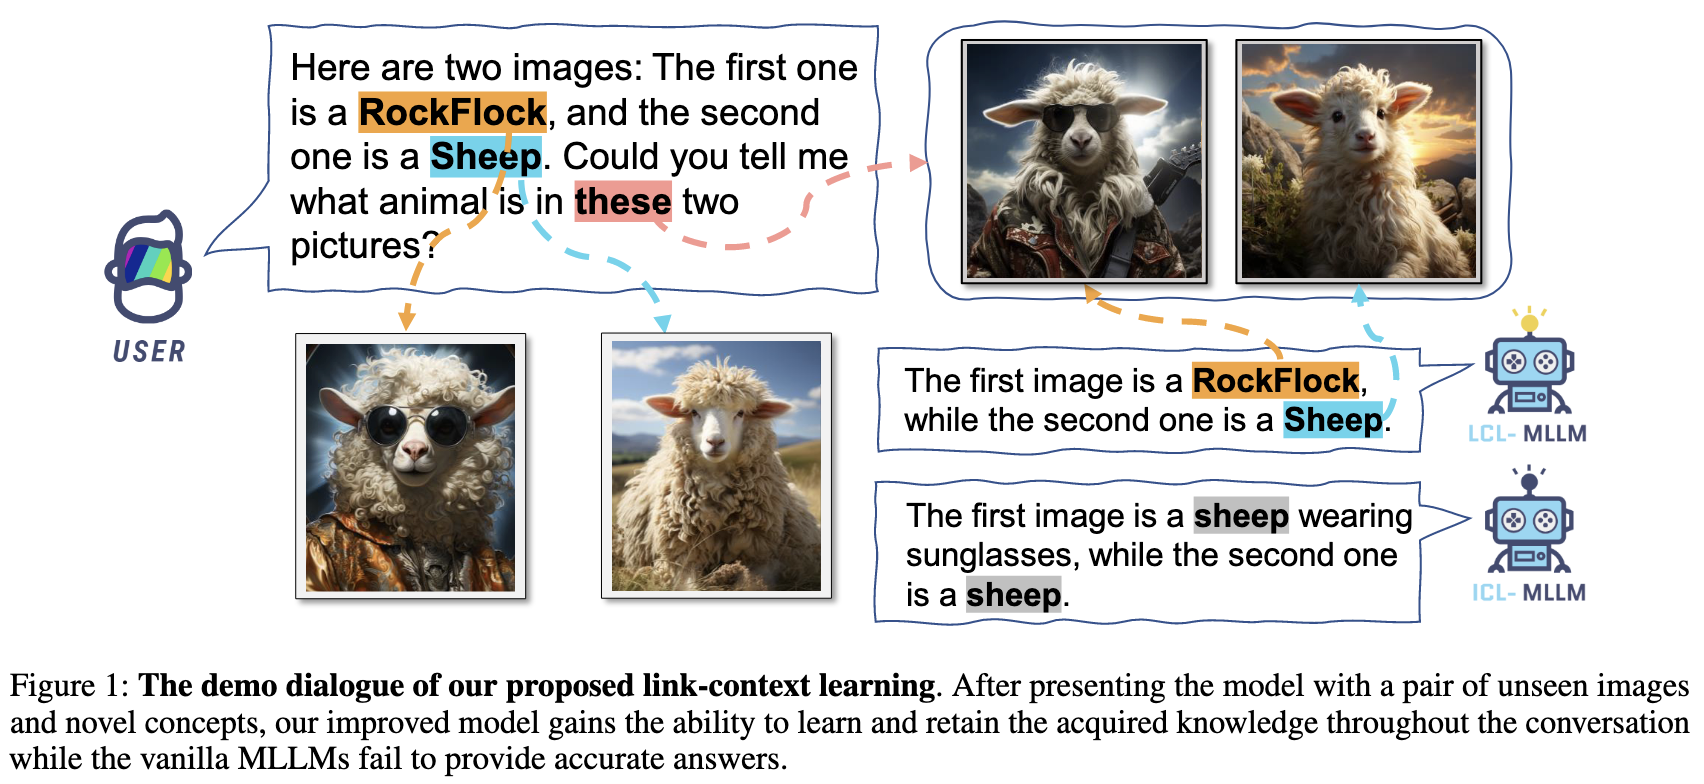 Here are two images: The first one
is a RockFlock, and the second
one is a Sheep. Could you tell me
what animal is in these two
pictures?
USER
The first image is a RockFlock,
while the second one is a Sheep.
LCL- MLLM
The first image is a sheep wearing
sunglasses, while the second one
is a sheep.
ICL- MLLM
Figure 1: The demo dialogue of our proposed link-context learning. After presenting the model with a pair of unseen images
and novel concepts, our improved model gains the ability to learn and retain the acquired knowledge throughout the conversation
while the vanilla MLLMs fail to provide accurate answers.